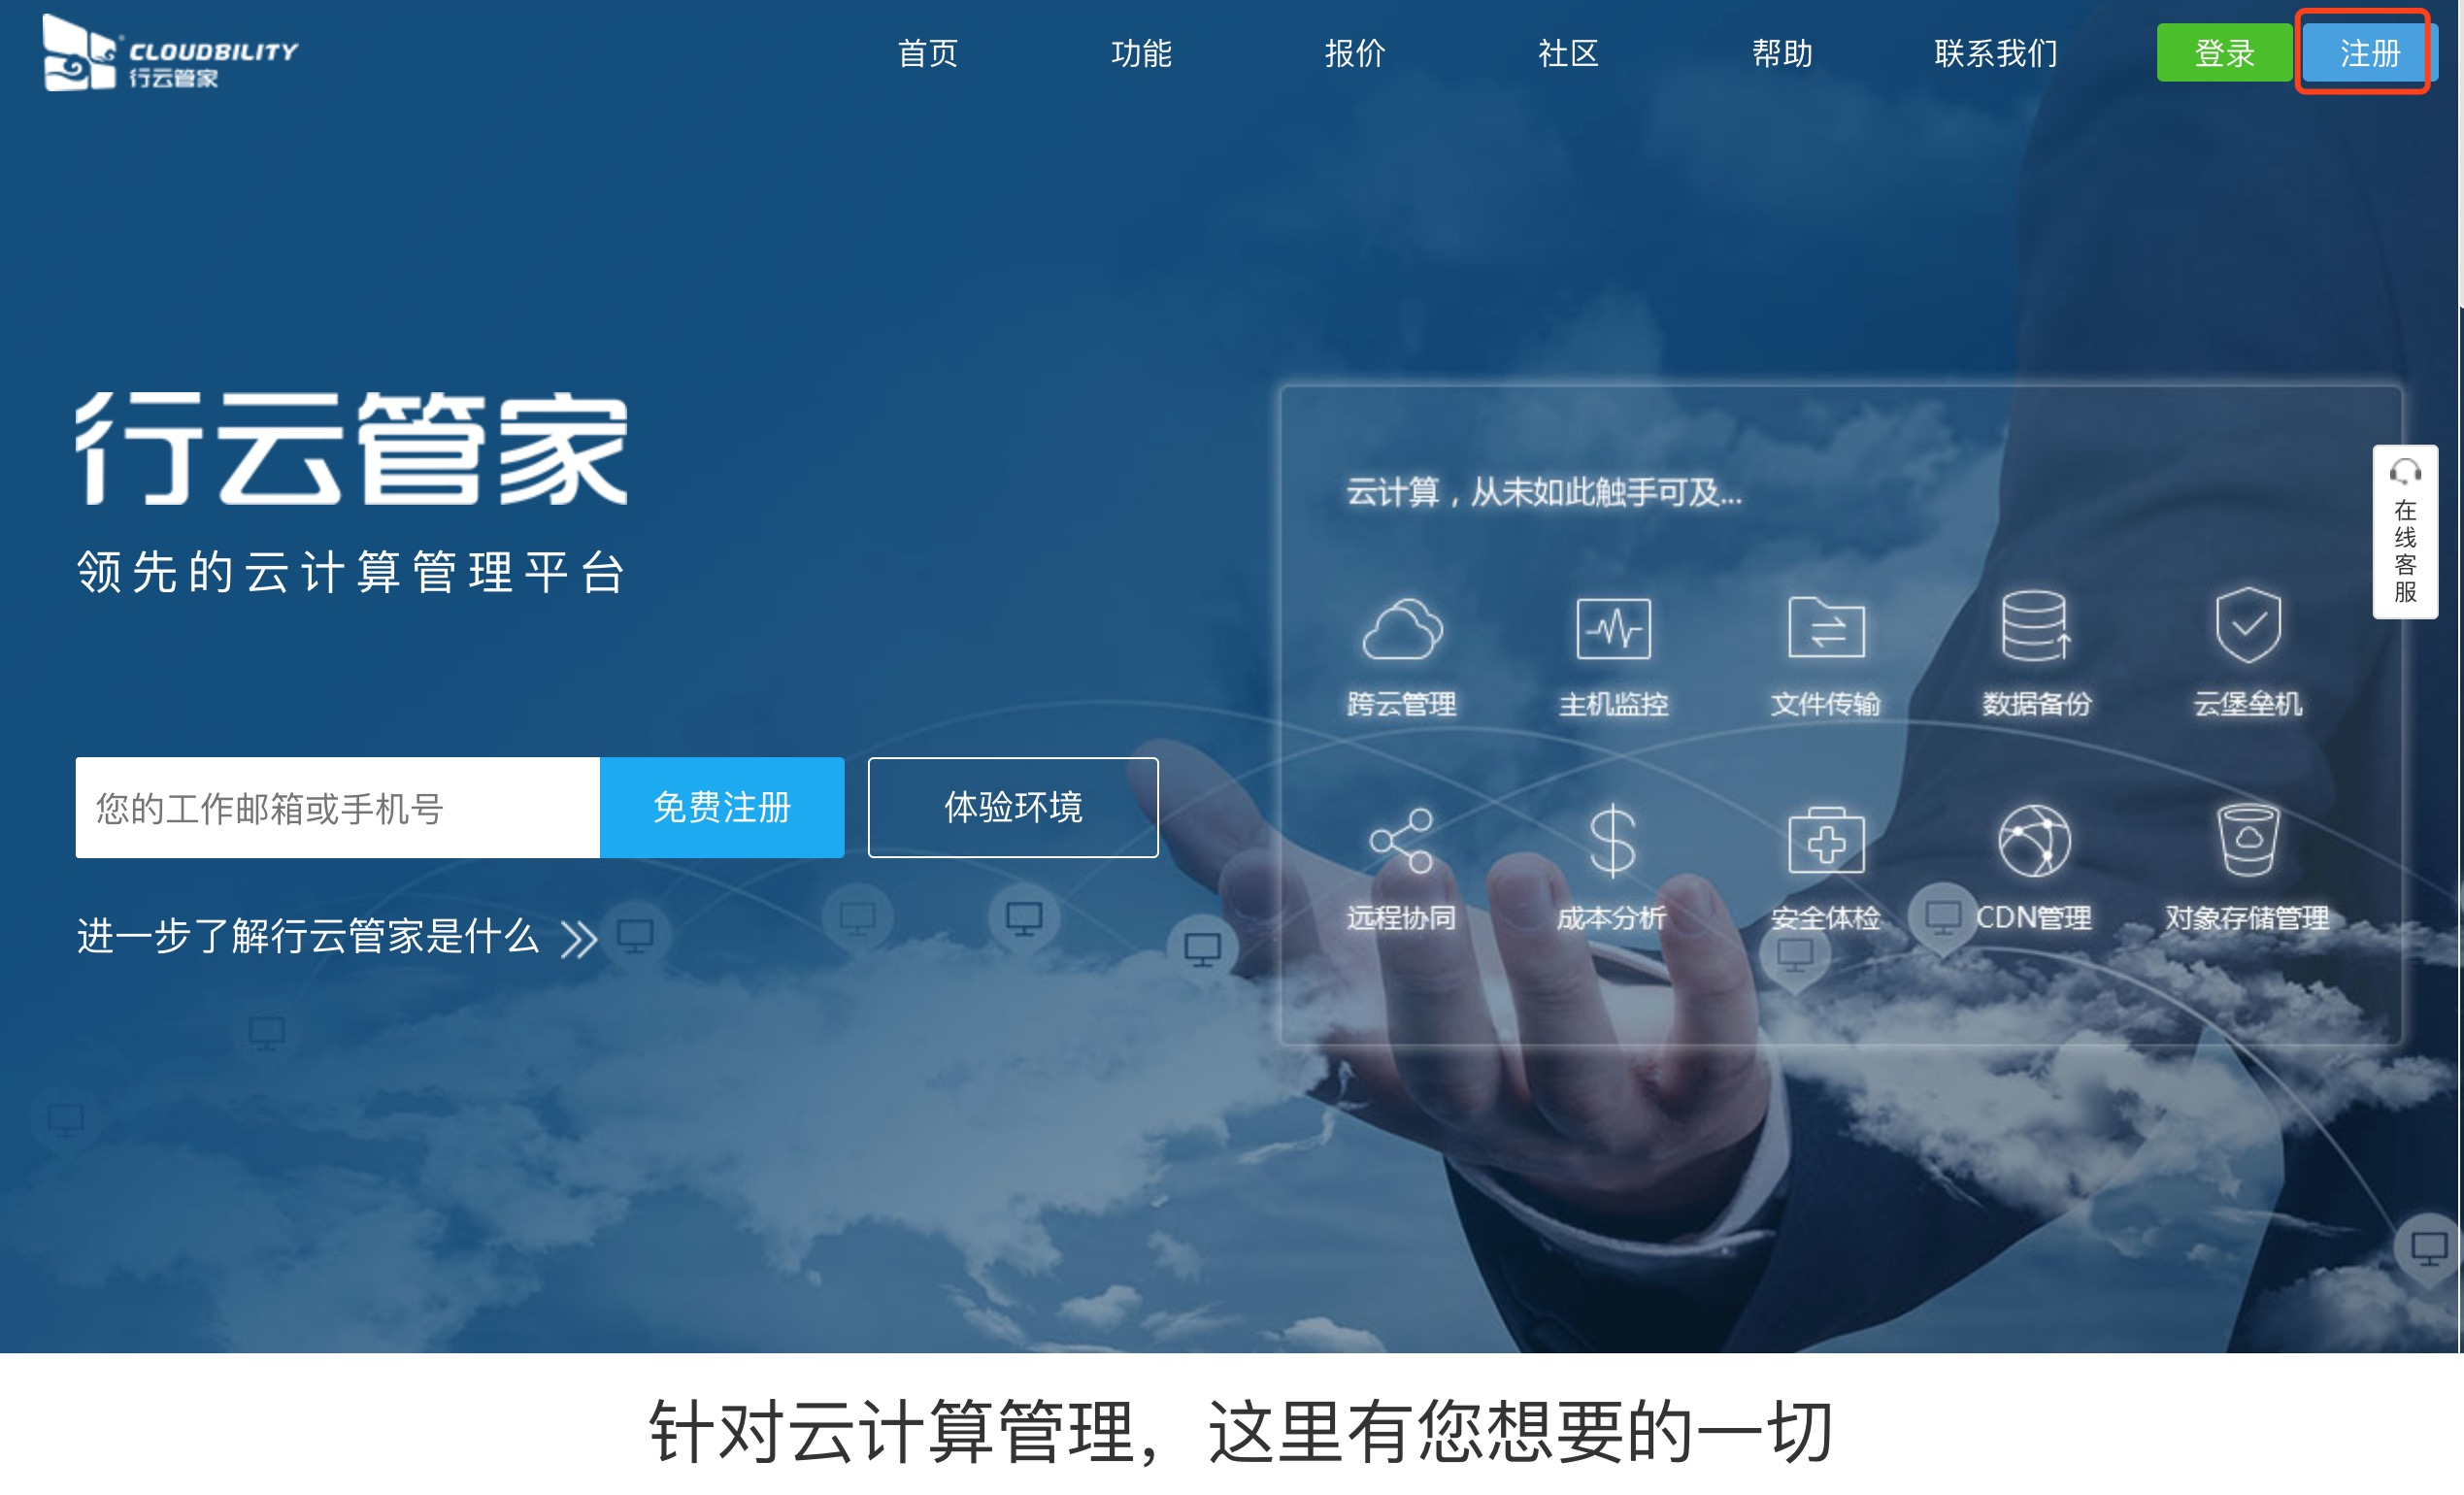 CLOUDBILITY
行云管家
首页 功能 报价 社区 帮助 联系我们 登录 注册
行云管家
领先的云计算管理平台
您的工作邮箱或手机号 免费注册 体验环境
进一步了解行云管家是什么
云计算，从未如此触手可及...
跨云管理 主机监控 文件传输 数据备份 云堡垒机
远程协同 成本分析 安全体检 CDN管理 对象存储管理
在
线
客
服
针对云计算管理，这里有您想要的一切